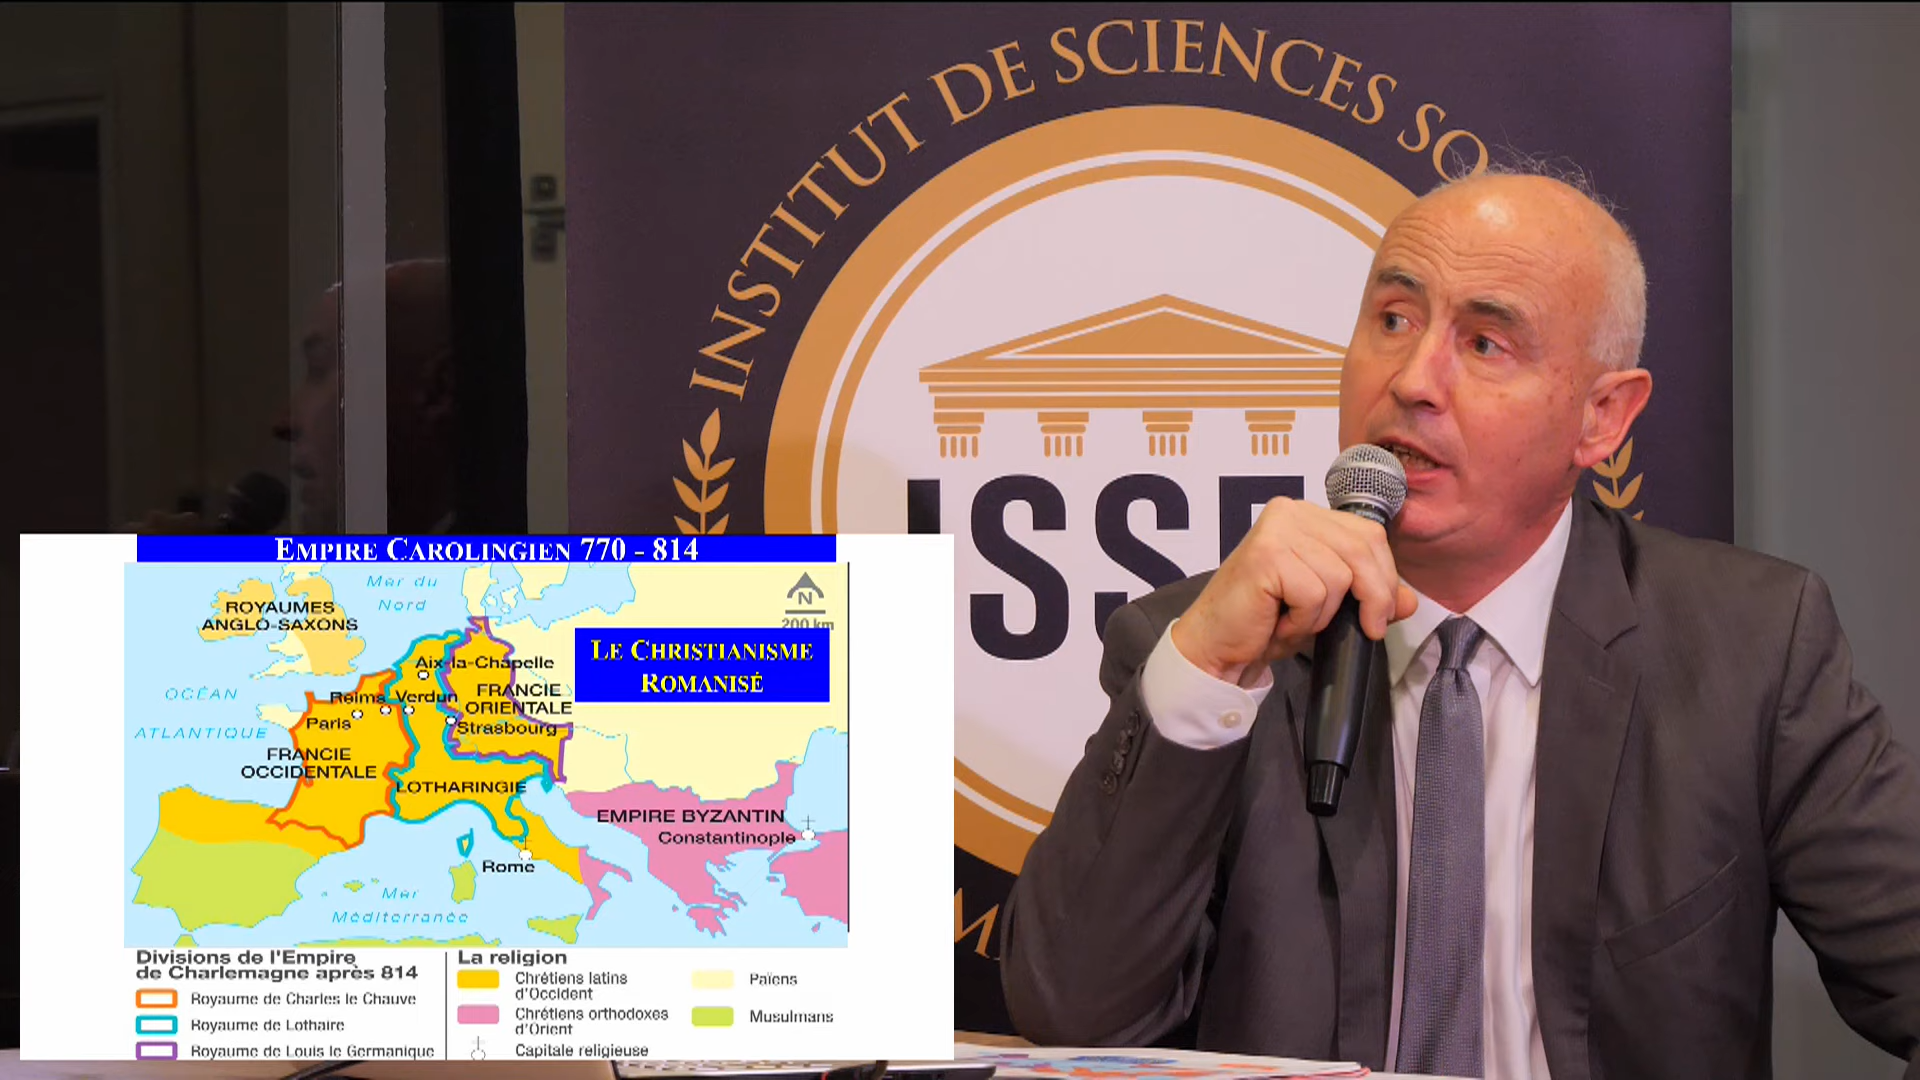 INSTITUT DE SCIENCES SO
EMPIRE CAROLINGIEN 770 - 814
Mer du
Nord
N
200 km
ROYAUMES
ANGLO-SAXONS
LE CHRISTIANISME
ROMANISÉ
Aix-la-Chapelle
OCÉAN
ATLANTIQUE
Reims
Verdun
FRANCIE
ORIENTALE
Paris
Strasbourg
FRANCIE
OCCIDENTALE
LOTHARINGIE
EMPIRE BYZANTIN
Constantinople
Rome
Mer
Méditerranée
Divisions de l'Empire
de Charlemagne après 814
Royaume de Charles le Chauve
Royaume de Lothaire
Royaume de Louis le Germanique
La religion
Chrétiens latins
d'Occident
Chrétiens orthodoxes
d'Orient
Capitale religieuse
Païens
Musulmans